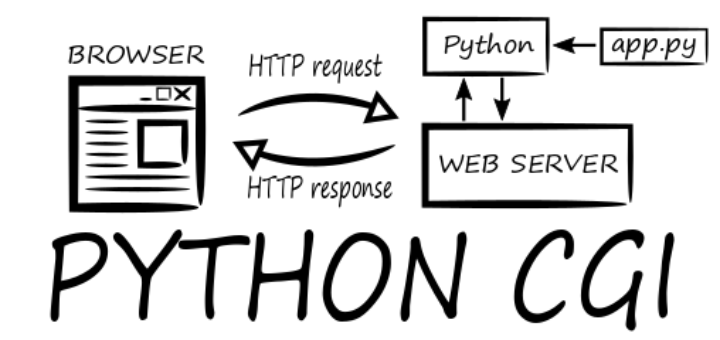 BROWSER
HTTP request
Python
app.py
WEB SERVER
HTTP response
PYTHON CGI